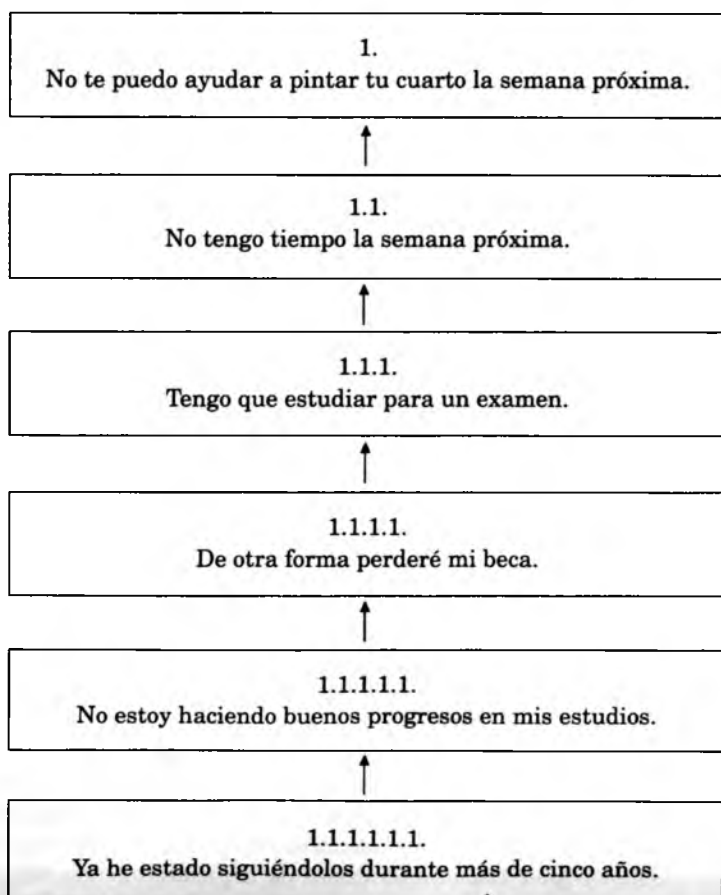 1.
No te puedo ayudar a pintar tu cuarto la semana próxima.
1.1.
No tengo tiempo la semana próxima.
1.1.1.
Tengo que estudiar para un examen.
1.1.1.1.
De otra forma perderé mi beca.
1.1.1.1.1.
No estoy haciendo buenos progresos en mis estudios.
1.1.1.1.1.1.
Ya he estado siguiéndolos durante más de cinco años.